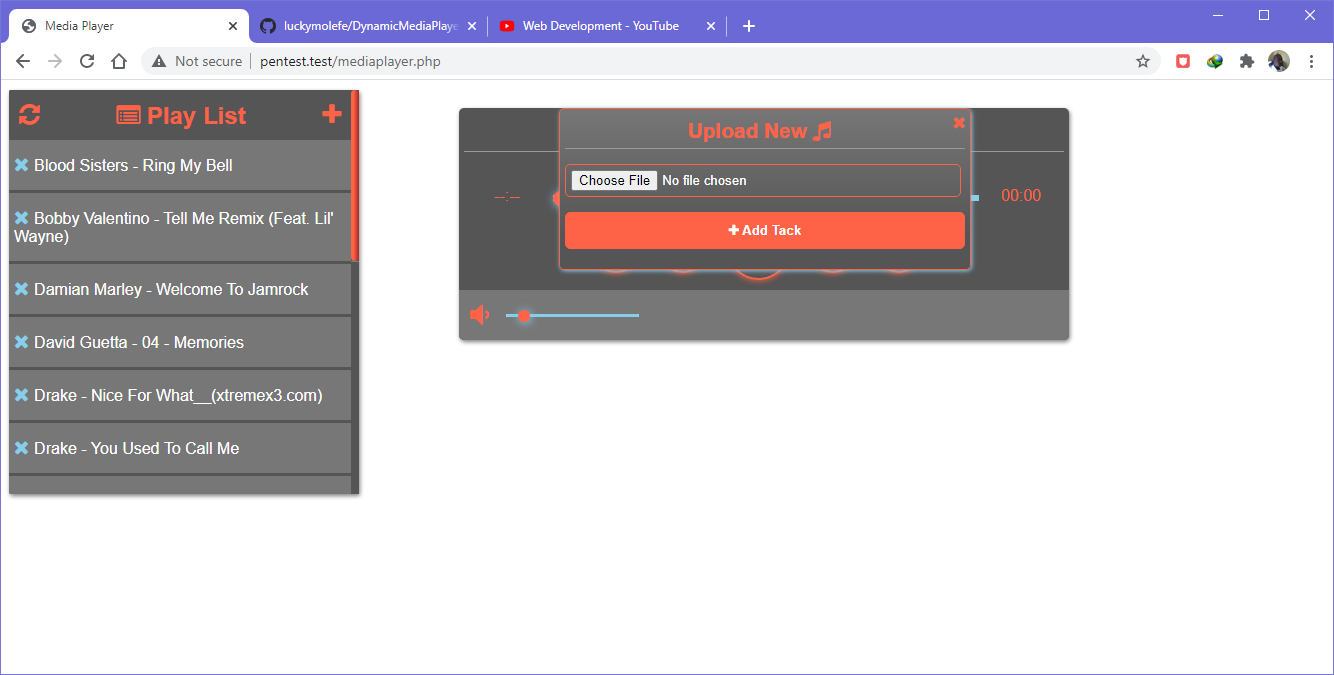 Media Player
luckymolefe/DynamicMediaPlaye
Web Development - YouTube
Not secure
pentest.test/mediaplayer.php
Play List
Blood Sisters - Ring My Bell
Bobby Valentino - Tell Me Remix (Feat. Lil'
Wayne)
Damian Marley - Welcome To Jamrock
David Guetta - 04 - Memories
Drake - Nice For What__(xtremex3.com)
Drake - You Used To Call Me
Upload New
Choose File No file chosen
--:--
00:00
Add Tack